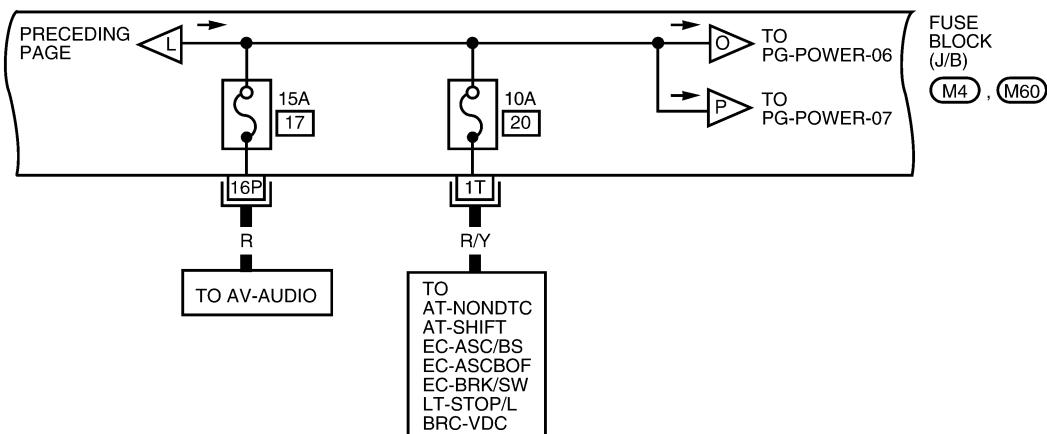 PRECEDING
PAGE
L
O
TO
PG-POWER-06
P
TO
PG-POWER-07
FUSE
BLOCK
(J/B)
M4 , M60
15A
17
10A
20
16P
1T
R
R/Y
TO AV-AUDIO
TO
AT-NONDTC
AT-SHIFT
EC-ASC/BS
EC-ASCBOF
EC-BRK/SW
LT-STOP/L
BRC-VDC